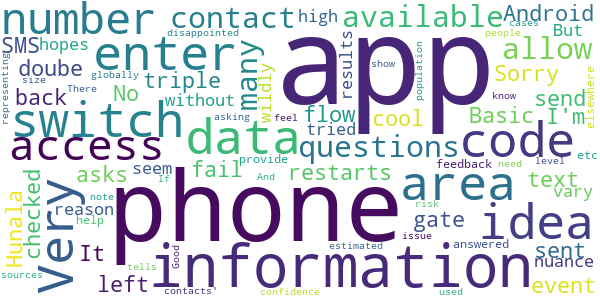 number contact high available Android
disappointed cases
SMS hopes enter many results app But people allow
doube triple wildly show population Sorry elsewhere
representing size globally
back There No without flow tried cool Basic know send I'm
switch data asking feel questions code
access phone provide need level etc
asks fail restarts feedback area text
Hunala checked seem If And help risk vary
very reason note gate issue idea
It Good information answered sent nuance
left tells estimated
sources contacts' confidence used event